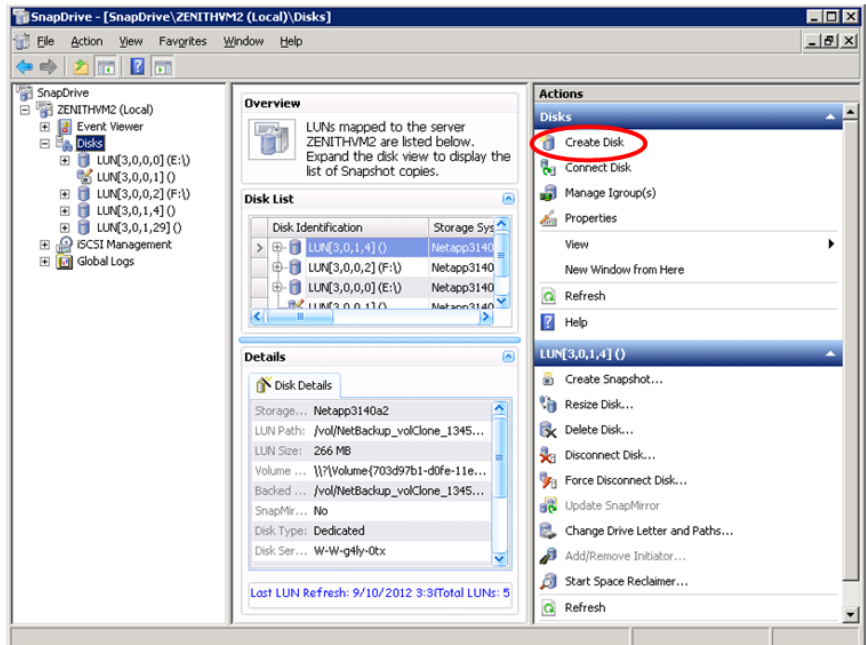 SnapDrive - [SnapDrive\ZENITHVM2 (Local)\Disks]
File Action View Favorites Window Help
SnapDrive
ZENITHVM2 (Local)
Event Viewer
Disks
LUN[3,0,0,0] (E:\)
LUN[3,0,0,1] ()
LUN[3,0,0,2] (F:\)
LUN[3,0,1,4] ()
LUN[3,0,1,29] ()
iSCSI Management
Global Logs
Overview
LUNs mapped to the server
ZENITHVM2 are listed below.
Expand the disk view to display the
list of Snapshot copies.
Disk List
Disk Identification Storage Sys
LUN[3,0,1,4] () Netapp3140
LUN[3,0,0,2] (F:\) Netapp3140
LUN[3,0,0,0] (E:\) Netapp3140
LUN[3,0,0,1] () Netapp3140
Details
Disk Details
Storage... Netapp3140a2
LUN Path: /vol/NetBackup_volClone_1345...
LUN Size: 266 MB
Volume ... \\?\Volume{703d97b1-d0fe-11e...
Backed ... /vol/NetBackup_volClone_1345...
SnapMir... No
Disk Type: Dedicated
Disk Ser... W-W-g4ly-0tx
Last LUN Refresh: 9/10/2012 3:3 Total LUNs: 5
Actions
Disks
Create Disk
Connect Disk
Manage Igroup(s)
Properties
View
New Window from Here
Refresh
Help
LUN[3,0,1,4] ()
Create Snapshot...
Resize Disk...
Delete Disk...
Disconnect Disk...
Force Disconnect Disk...
Update SnapMirror
Change Drive Letter and Paths...
Add/Remove Initiator...
Start Space Reclaimer...
Refresh